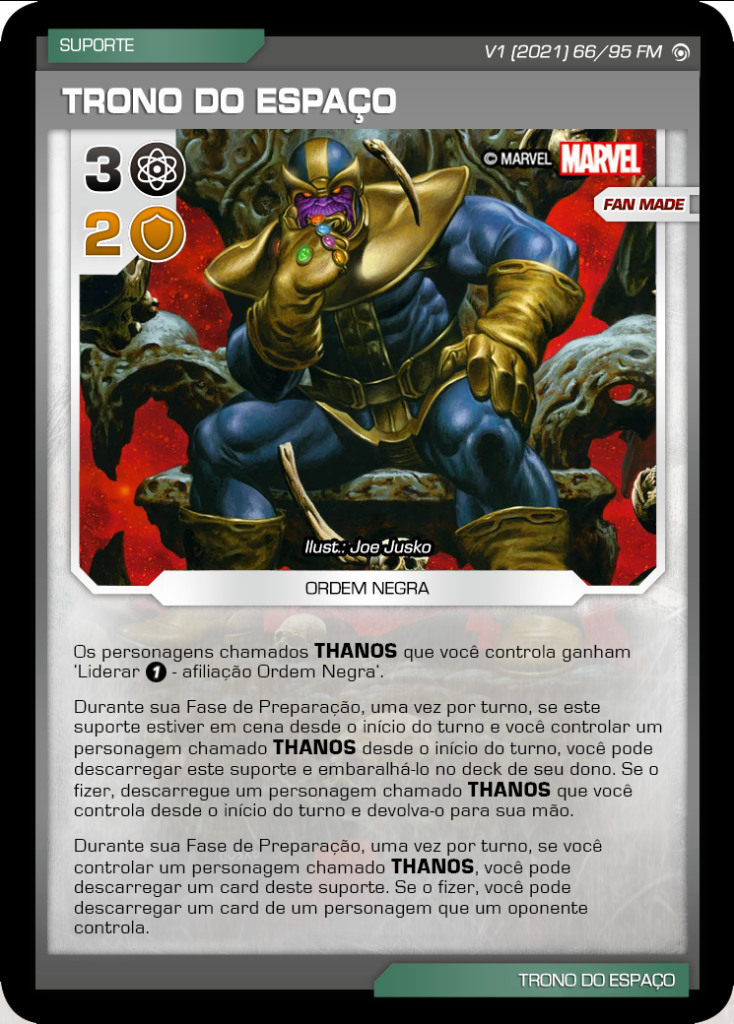 SUPORTE
V1 (2021) 66/95 FM
TRONO DO ESPAÇO
3
© MARVEL MARVEL
2
FAN MADE
Ilust.: Joe Jusko
ORDEM NEGRA
Os personagens chamados THANOS que você controla ganham
'Liderar 1 - afiliação Ordem Negra'.
Durante sua Fase de Preparação, uma vez por turno, se este
suporte estiver em cena desde o início do turno e você controlar um
personagem chamado THANOS desde o início do turno, você pode
descarregar este suporte e embaralhá-lo no deck de seu dono. Se o
fizer, descarregue um personagem chamado THANOS que você
controla desde o início do turno e devolva-o para sua mão.
Durante sua Fase de Preparação, uma vez por turno, se você
controlar um personagem chamado THANOS, você pode
descarregar um card deste suporte. Se o fizer, você pode
descarregar um card de um personagem que um oponente
controla.
TRONO DO ESPAÇO